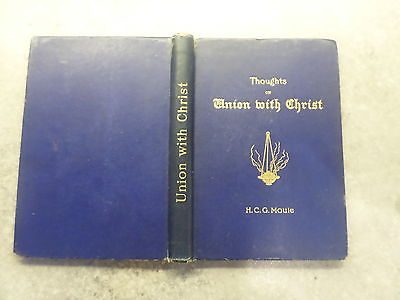 Thoughts
on
Union with Christ
H.C.G. Moule
Union with Christ